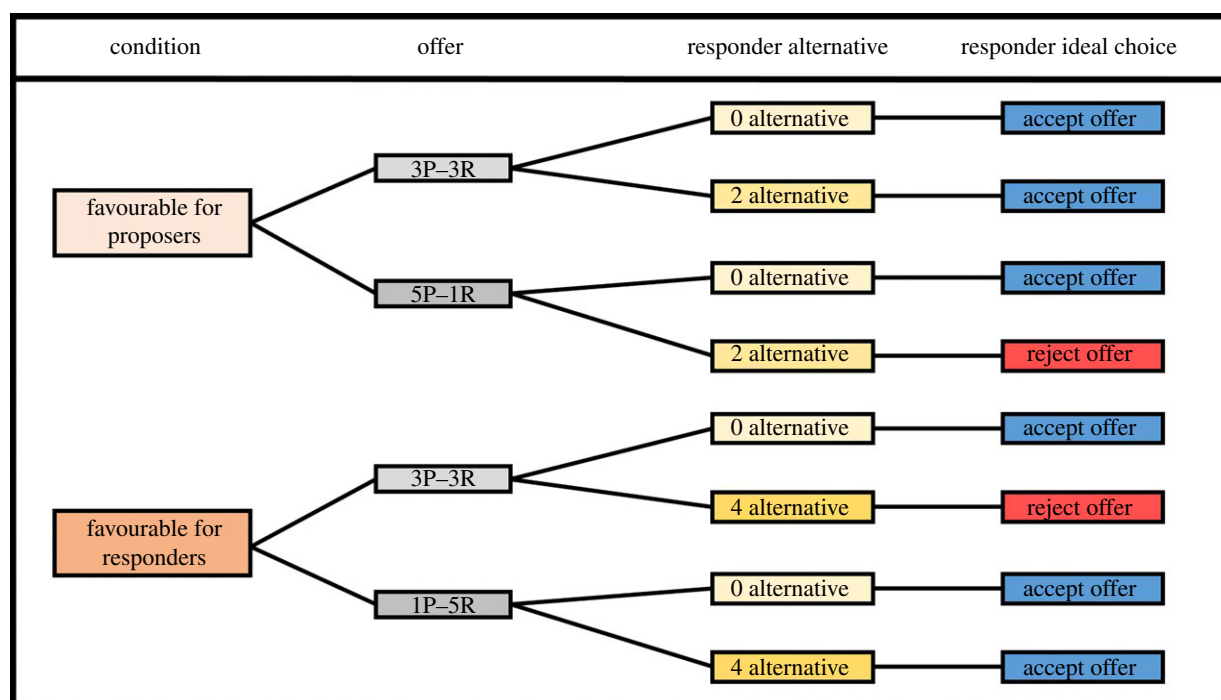 condition
offer
responder alternative
responder ideal choice
favourable for
proposers
3P–3R
0 alternative
accept offer
2 alternative
accept offer
5P–1R
0 alternative
accept offer
2 alternative
reject offer
favourable for
responders
3P–3R
0 alternative
accept offer
4 alternative
reject offer
1P–5R
0 alternative
accept offer
4 alternative
accept offer